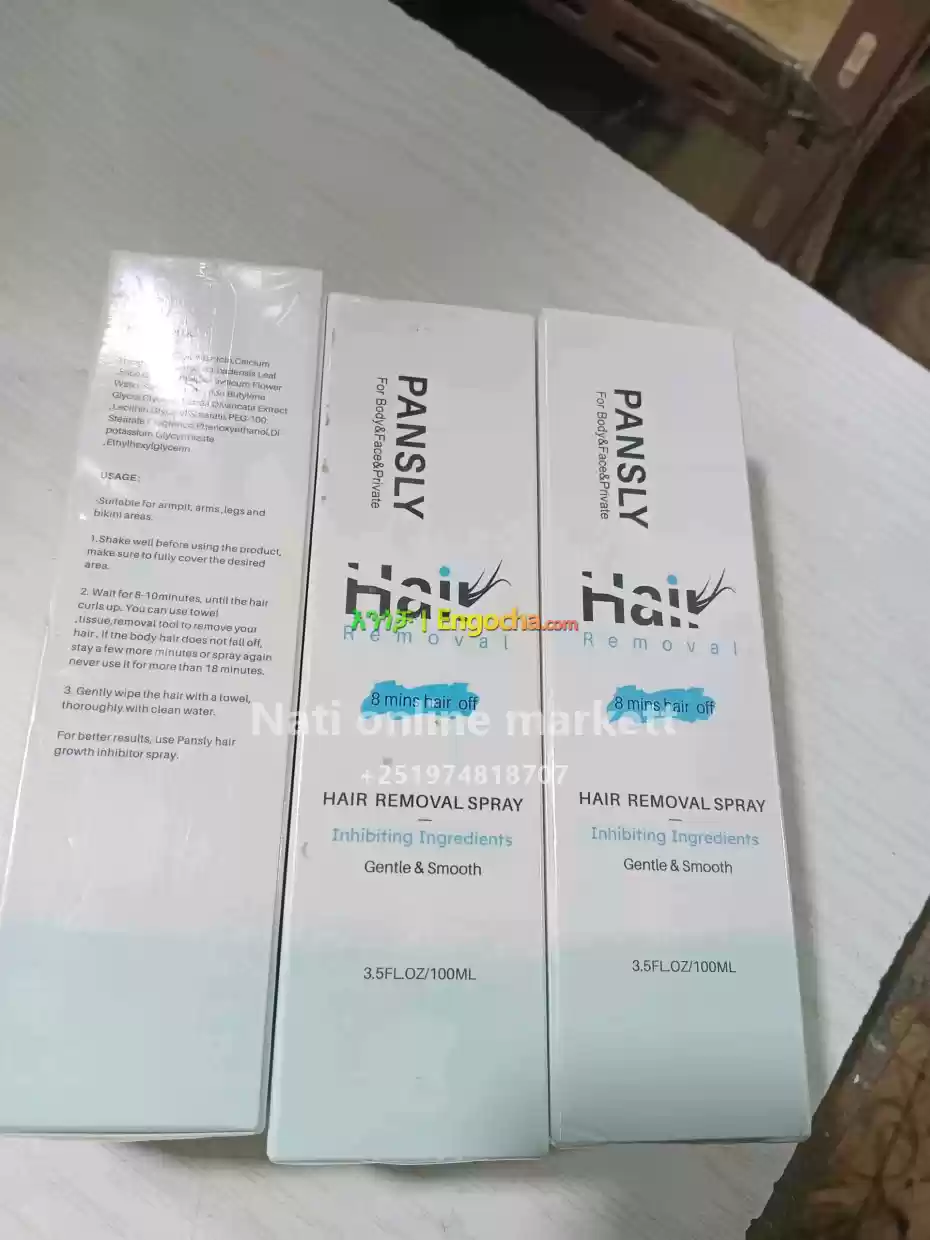 Calcium
Leaf
Flower
Butylene
Extract
,Lecithin,Glyceryl Stearate,PEG-100
Phenoxyethanol,Di
potassium Glycyrrhizate
,Ethylhexylglycerin
USAGE:
·Suitable for armpit, arms ,legs and
bikini areas.
1.Shake well before using the product,
make sure to fully cover the desired
area.
2. Wait for 8-10minutes, until the hair
curls up. You can use towel
,tissue,removal tool to remove your
hair. If the body hair does not fall off,
stay a few more minutes or spray again
never use it for more than 18 minutes.
3. Gently wipe the hair with a towel,
thoroughly with clean water.
For better results, use Pansly hair
growth inhibitor spray.
PANSLY
For Body&Face&Private
Hair
Removal
8 mins hair off
HAIR REMOVAL SPRAY
Inhibiting Ingredients
Gentle & Smooth
3.5FL.OZ/100ML
PANSLY
For Body&Face&Private
Hair
Removal
8 mins hair off
HAIR REMOVAL SPRAY
Inhibiting Ingredients
Gentle & Smooth
3.5FL.OZ/100ML
እንጎቻ | Engocha.com
Nati online markett
+251974818707